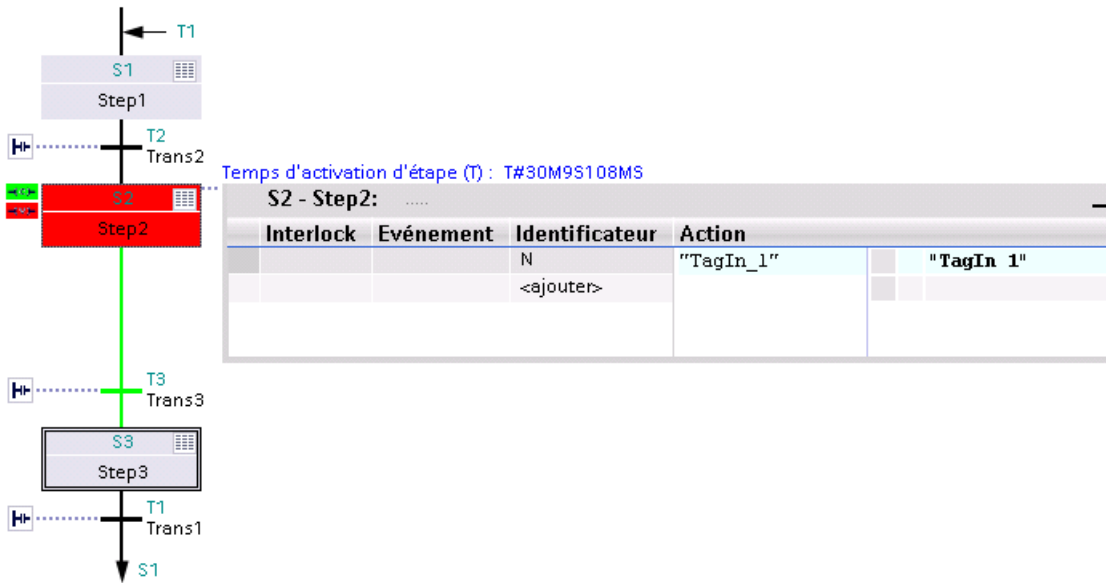 T1
S1
Step1
T2
Trans2
Temps d'activation d'étape (T) : T#30M9S108MS
S2
S2 - Step2: .....
Step2
Interlock Evénement Identificateur Action
N "TagIn_1" "TagIn 1"
<ajouter>
T3
Trans3
S3
Step3
T1
Trans1
S1